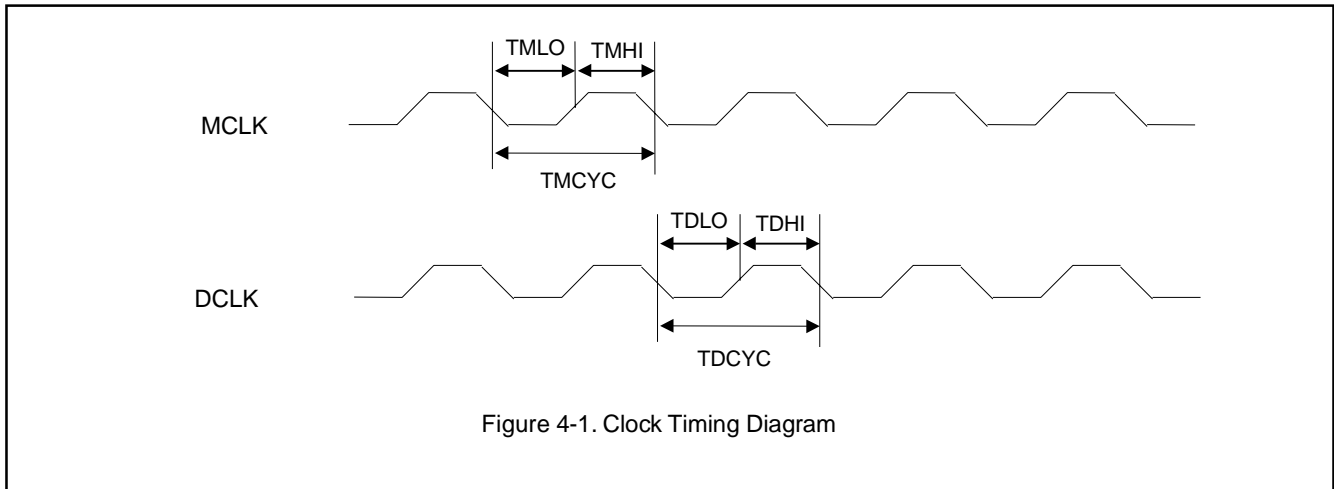 TMLO TMHI
MCLK
TMCYC
TDLO TDHI
DCLK
TDCYC
Figure 4-1. Clock Timing Diagram